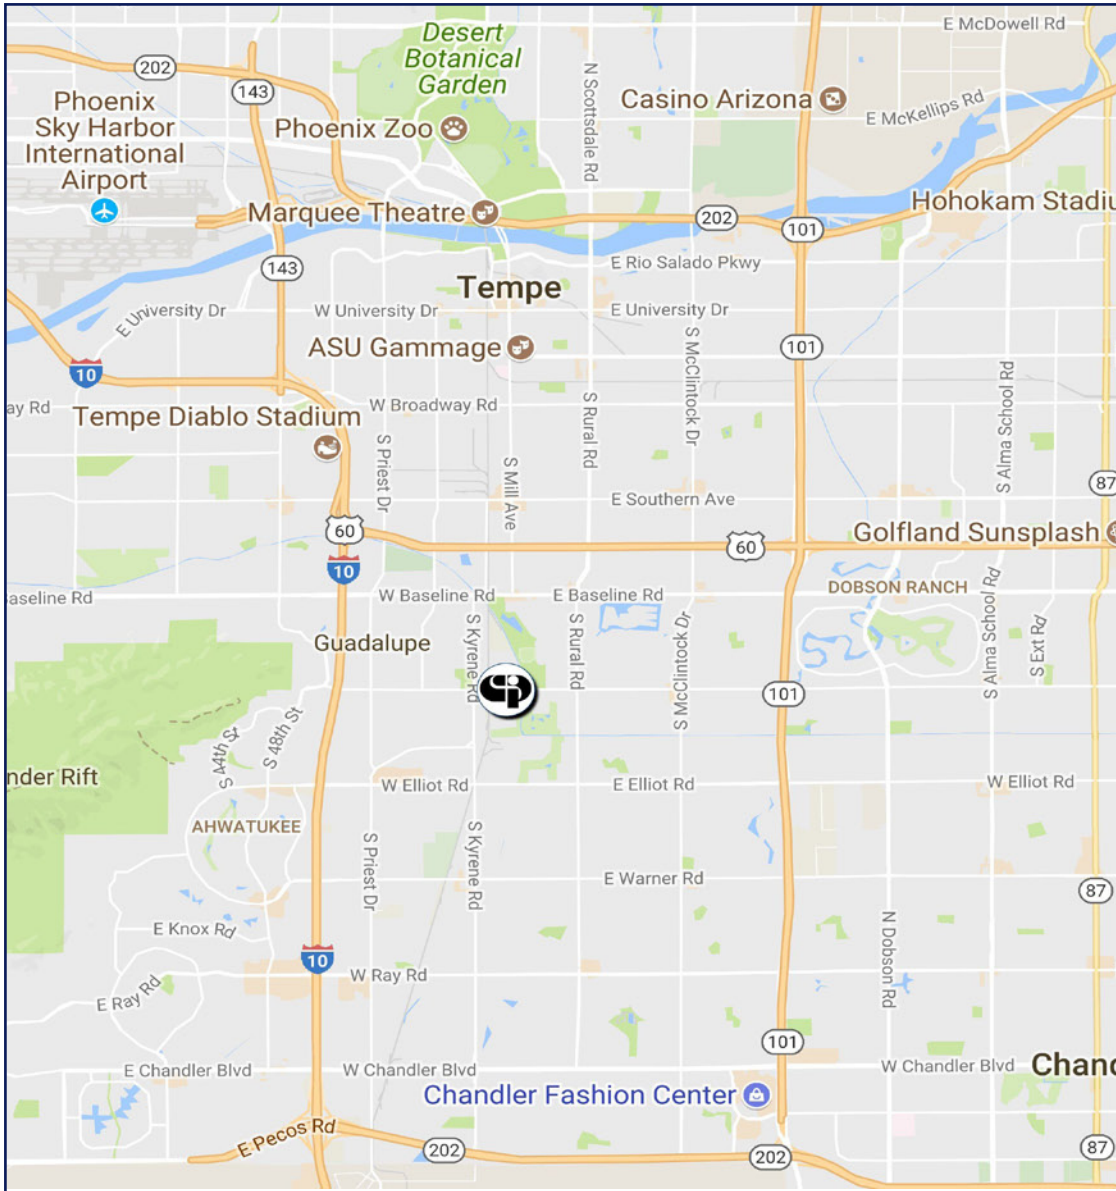 E McDowell Rd
Desert
Botanical
Garden
202
143
N Scottsdale Rd
Casino Arizona
E McKellips Rd
Phoenix
Sky Harbor
International
Airport
Phoenix Zoo
Marquee Theatre
202
101
Hohokam Stadiu
143
E Rio Salado Pkwy
Tempe
E University Dr
W University Dr
E University Dr
ASU Gammage
S McClintock Dr
101
10
ay Rd
W Broadway Rd
S Rural Rd
S Alma School Rd
Tempe Diablo Stadium
S Priest Dr
S Mill Ave
E Southern Ave
87
60
60
Golfland Sunsplash
10
Baseline Rd
W Baseline Rd
E Baseline Rd
DOBSON RANCH
Guadalupe
S Kyrene Rd
S Rural Rd
S McClintock Dr
S Alma School Rd
S Ext Rd
101
S 44th St
S 48th St
nder Rift
W Elliot Rd
E Elliot Rd
W Elliot Rd
AHWATUKEE
S Priest Dr
S Kyrene Rd
E Warner Rd
87
E Knox Rd
N Dobson Rd
10
W Ray Rd
E Ray Rd
101
E Chandler Blvd
W Chandler Blvd
W Chandler Blvd
Chand
Chandler Fashion Center
E Pecos Rd
202
202
87